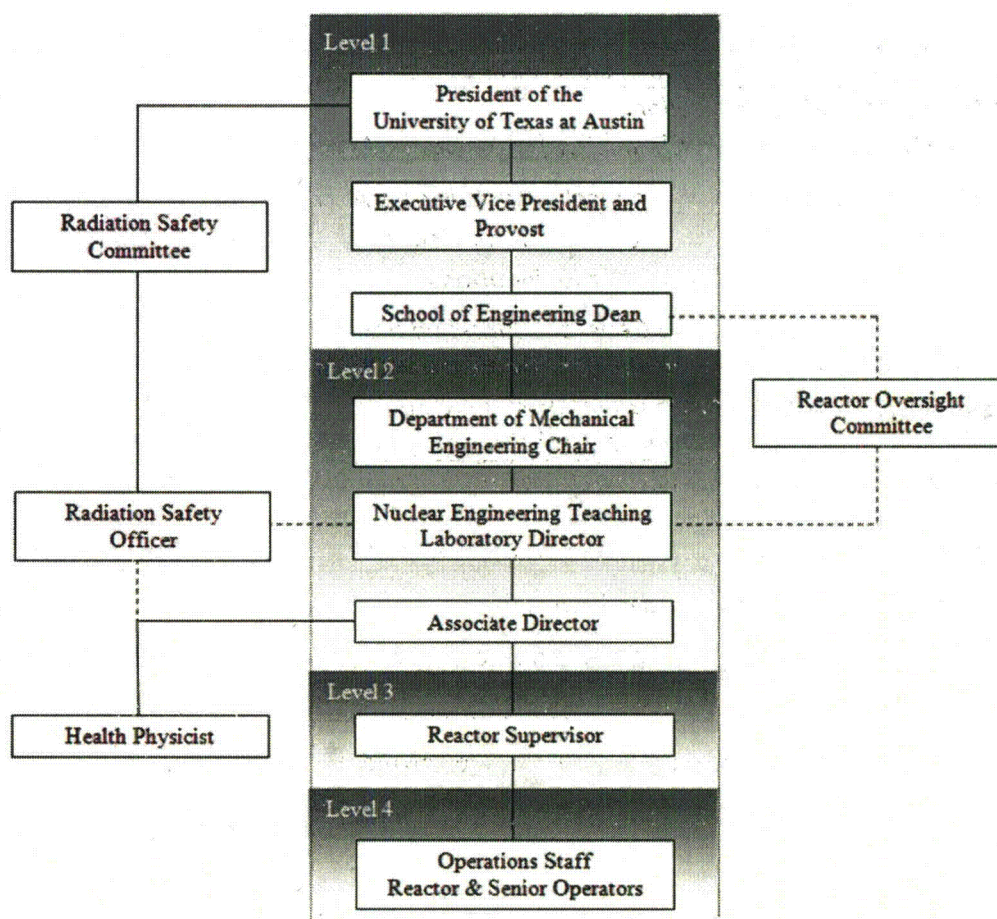 Level 1
President of the
University of Texas at Austin
Executive Vice President and
Provost
Radiation Safety
Committee
School of Engineering Dean
Level 2
Reactor Oversight
Committee
Department of Mechanical
Engineering Chair
Radiation Safety
Officer
Nuclear Engineering Teaching
Laboratory Director
Associate Director
Level 3
Health Physicist
Reactor Supervisor
Level 4
Operations Staff
Reactor & Senior Operators